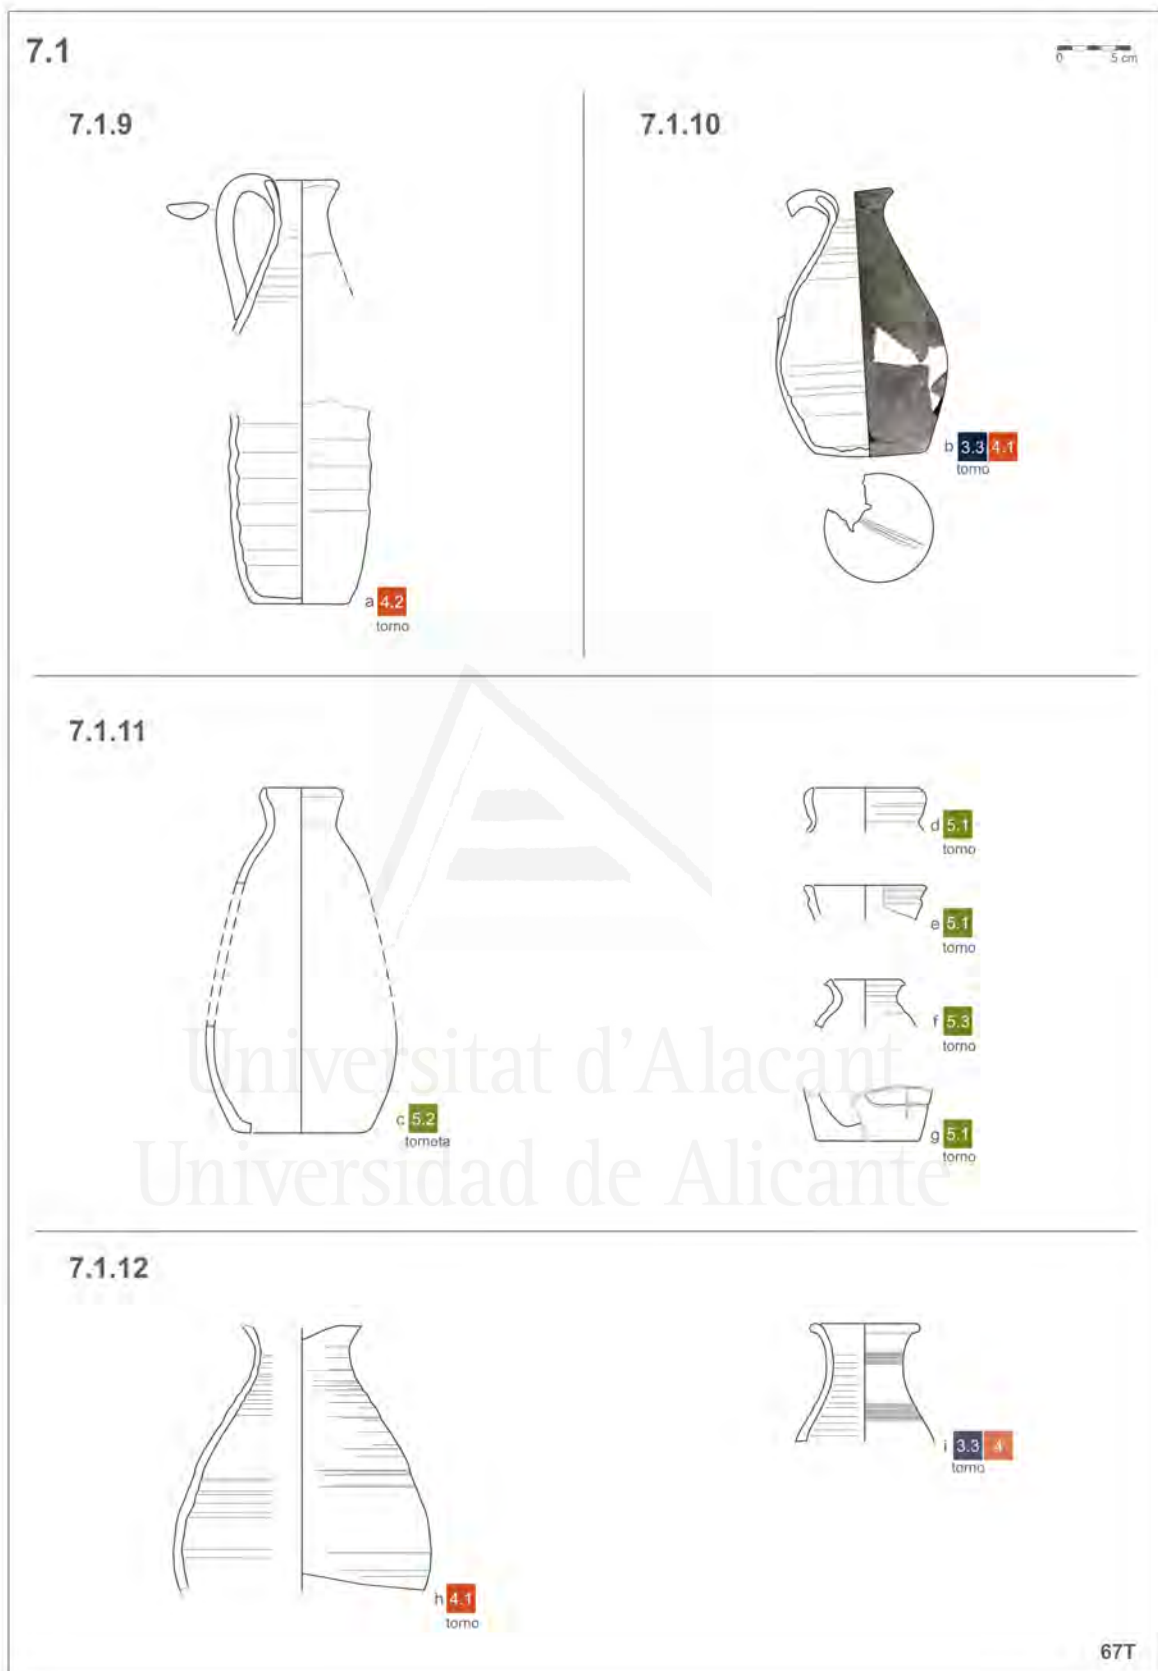 7.1
0 5 cm
7.1.9
7.1.10
a 4.2
torno
b 3.3 4.1
torno
7.1.11
c 5.2
torneta
d 5.1
torno
e 5.1
torno
f 5.3
torno
g 5.1
torno
Universitat d'Alacant
Universidad de Alicante
7.1.12
h 4.1
torno
i 3.3 4
torno
67T